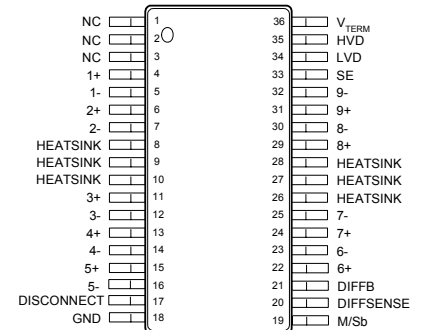 NC 1 36 VTERM
NC 2 35 HVD
NC 3 34 LVD
1+ 4 33 SE
1- 5 32 9-
2+ 6 31 9+
2- 7 30 8-
HEATSINK 8 29 8+
HEATSINK 9 28 HEATSINK
HEATSINK 10 27 HEATSINK
3+ 11 26 HEATSINK
3- 12 25 7-
4+ 13 24 7+
4- 14 23 6-
5+ 15 22 6+
5- 16 21 DIFFB
DISCONNECT 17 20 DIFFSENSE
GND 18 19 M/Sb